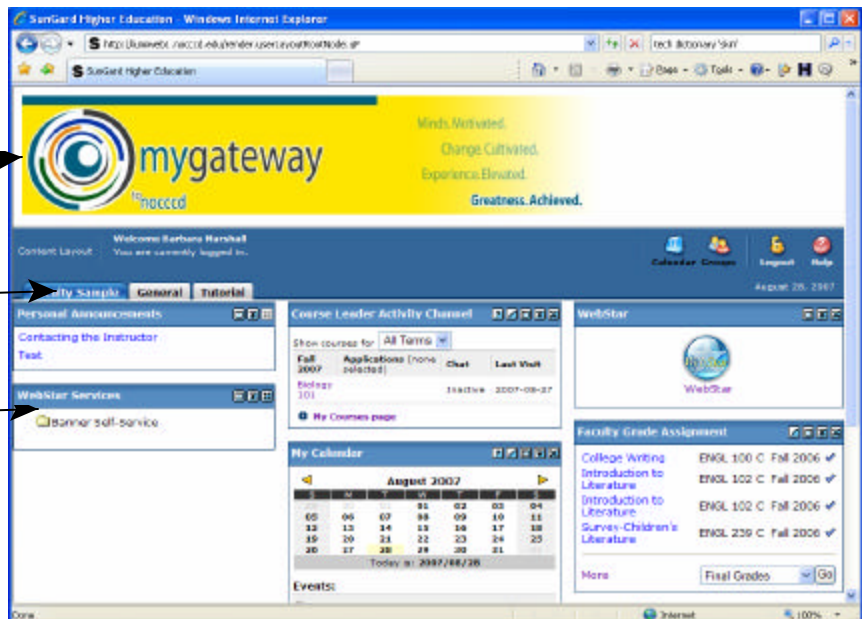 SunGard Higher Education - Windows Internet Explorer
tech dictionary 'skin'
SunGard Higher Education
Page Tools
mygateway
nocccd
Minds.Motivated.
Change.Cultivated.
Experience.Elevated.
Greatness.Achieved.
Content Layout
Welcome Barbara Marshall
You are currently logged in.
Calendar Groups Logout Help
Faculty Sample General Tutorial
August 28, 2007
Personal Announcements
Contacting the Instructor
Test
WebStar Services
Banner Self-Service
Course Leader Activity Channel
Show courses for All Terms
Fall 2007 Applications (none selected) Chat Last Visit
Biology 101 Inactive 2007-08-27
My Courses page
My Calendar
August 2007
S M T W T F S
01 02 03 04
05 06 07 08 09 10 11
12 13 14 15 16 17 18
19 20 21 22 23 24 25
26 27 28 29 30 31
Today is: 2007/08/28
Events:
WebStar
WebStar
Faculty Grade Assignment
College Writing ENGL 100 C Fall 2006
Introduction to Literature ENGL 102 C Fall 2006
Introduction to Literature ENGL 102 C Fall 2006
Survey-Children's Literature ENGL 239 C Fall 2006
More Final Grades Go
Done
Internet
100%